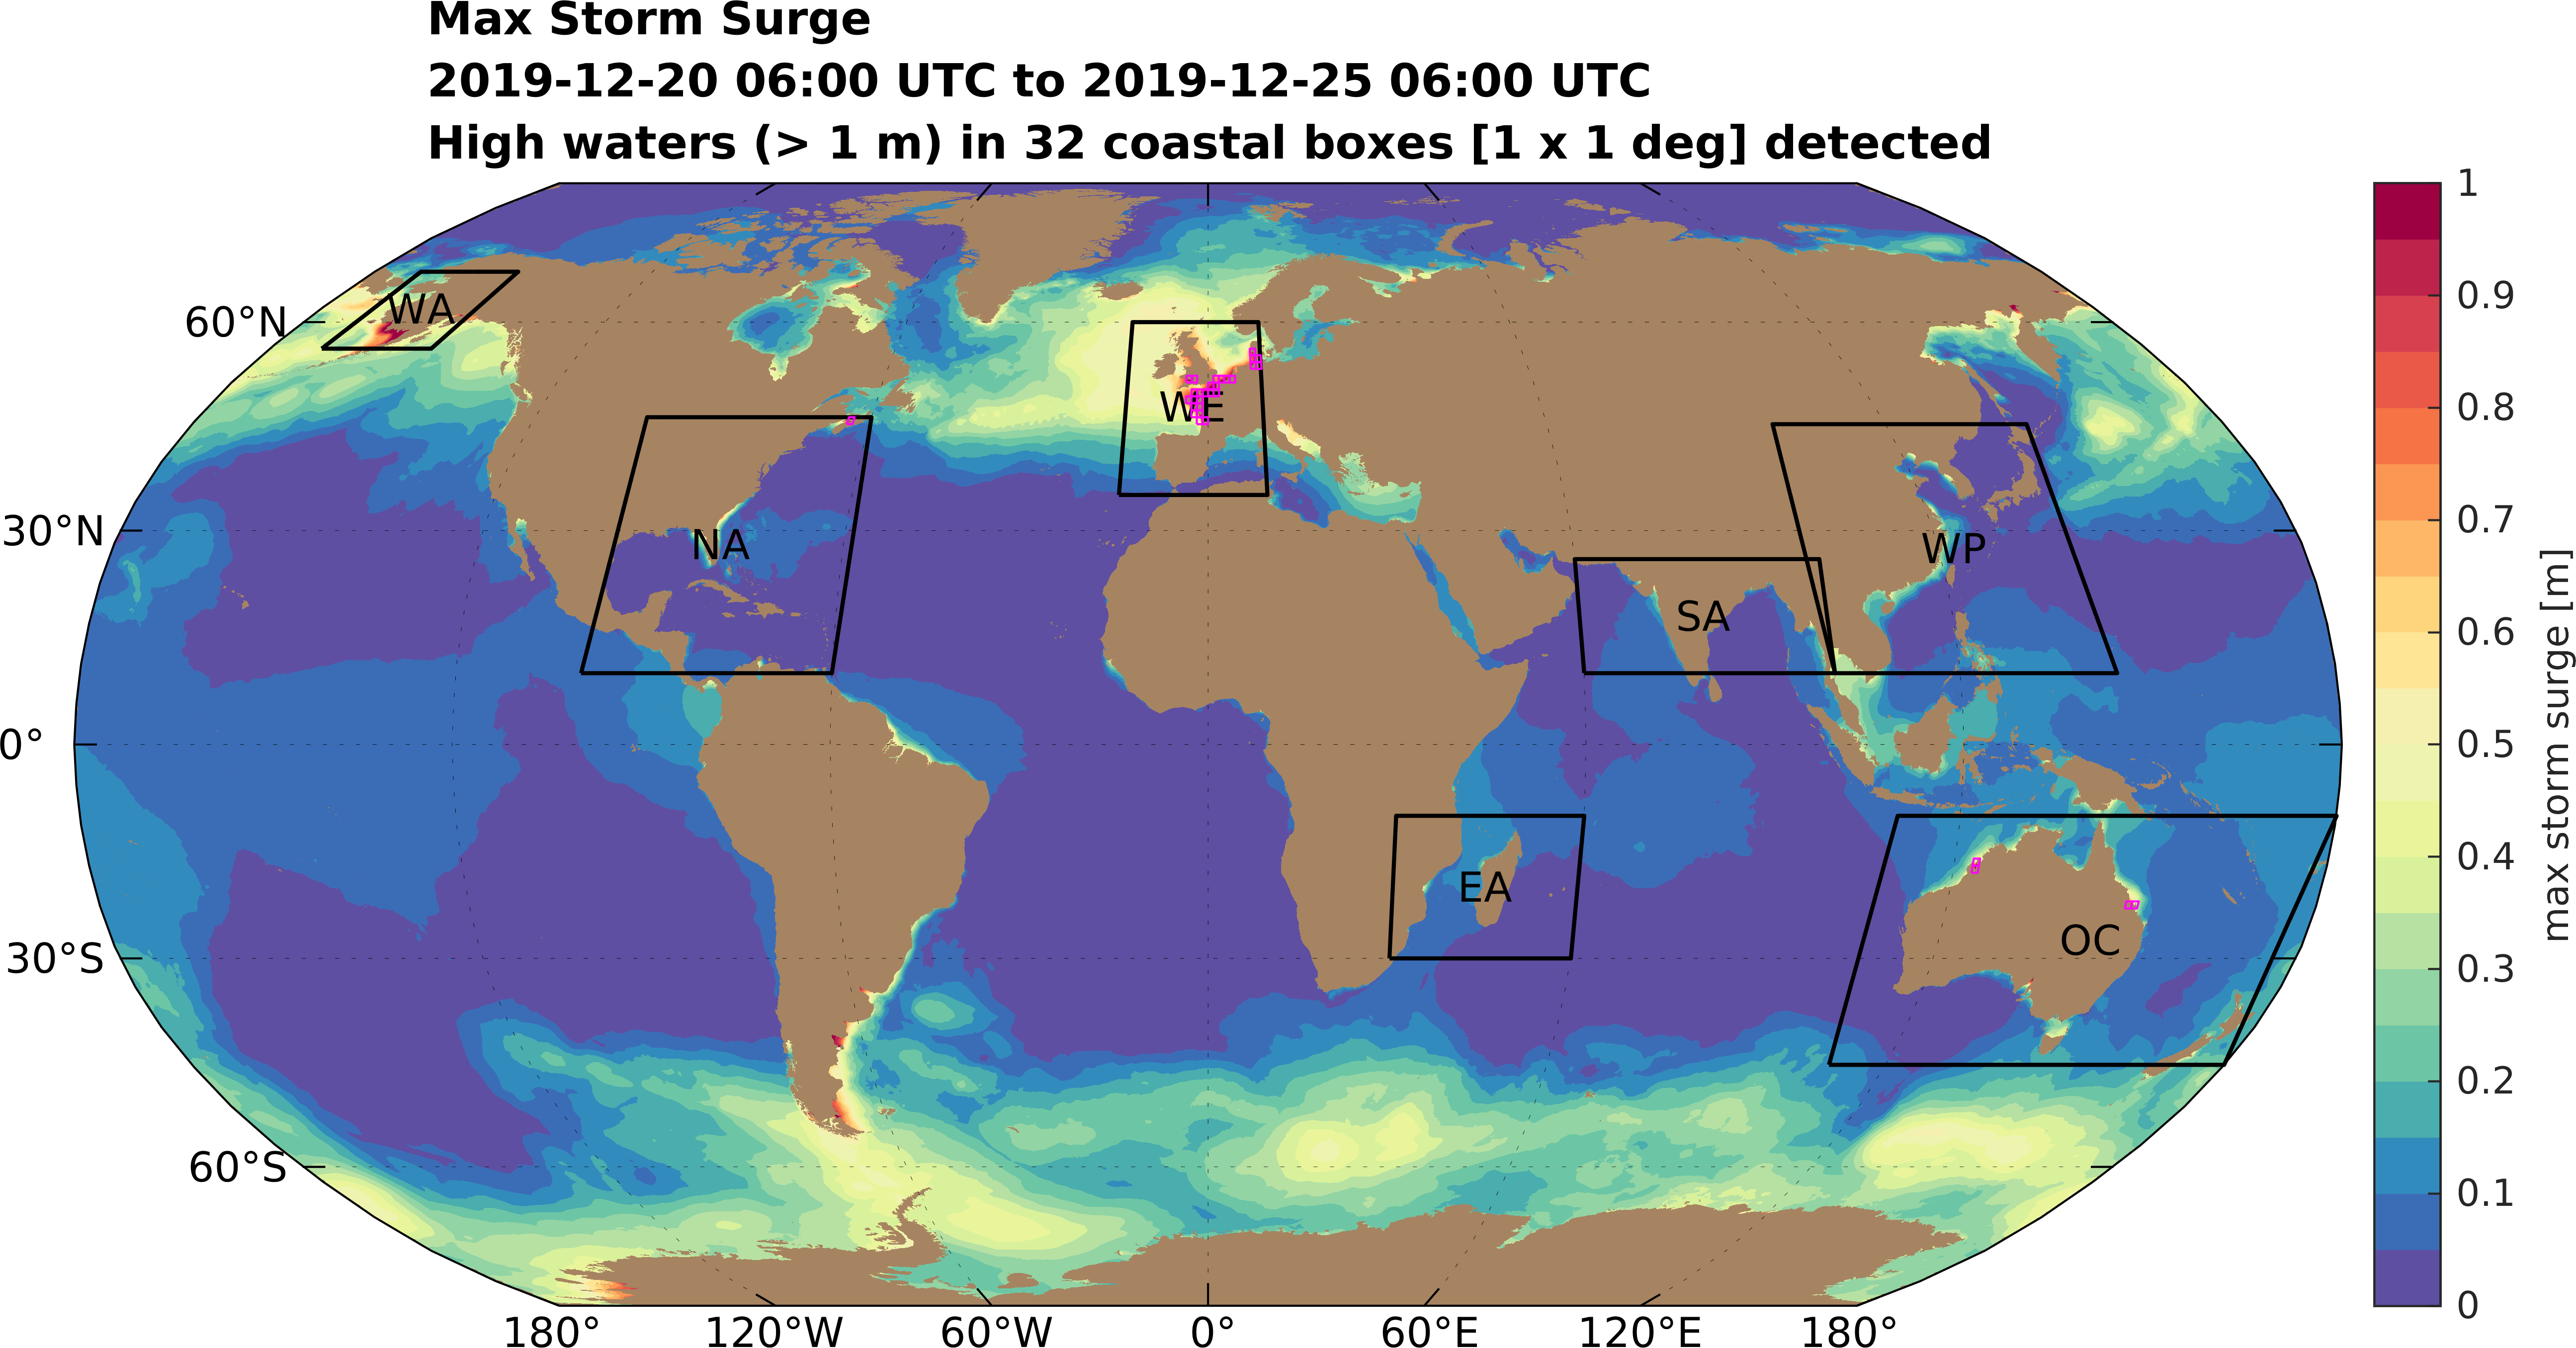 Max Storm Surge
2019-12-20 06:00 UTC to 2019-12-25 06:00 UTC
High waters (> 1 m) in 32 coastal boxes [1 x 1 deg] detected
WA
60°N
WE
NA
30°N
WP
SA
0°
EA
OC
30°S
60°S
180°
120°W
60°W
0°
60°E
120°E
180°
1
0.9
0.8
0.7
0.6
0.5
0.4
0.3
0.2
0.1
0
max storm surge [m]